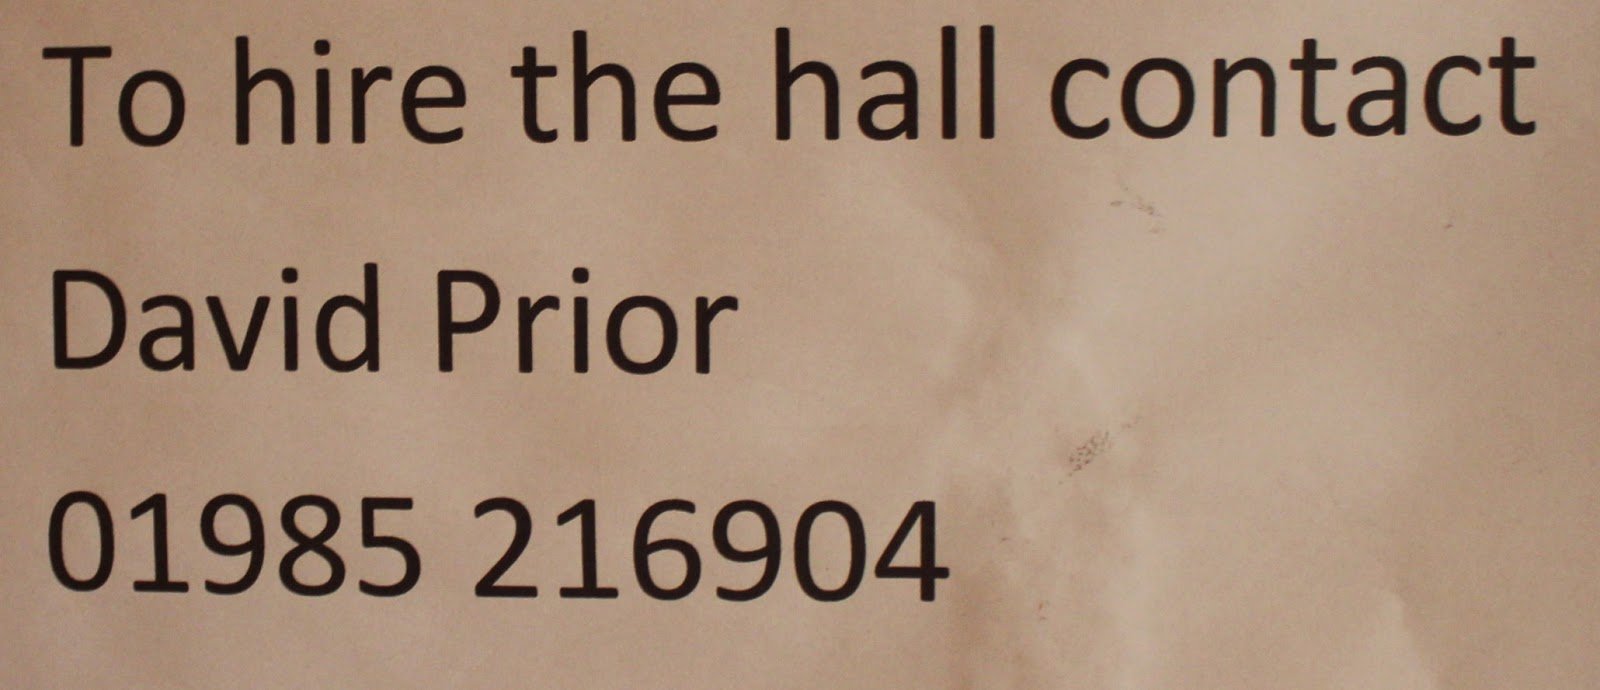 To hire the hall contact
David Prior
01985 216904